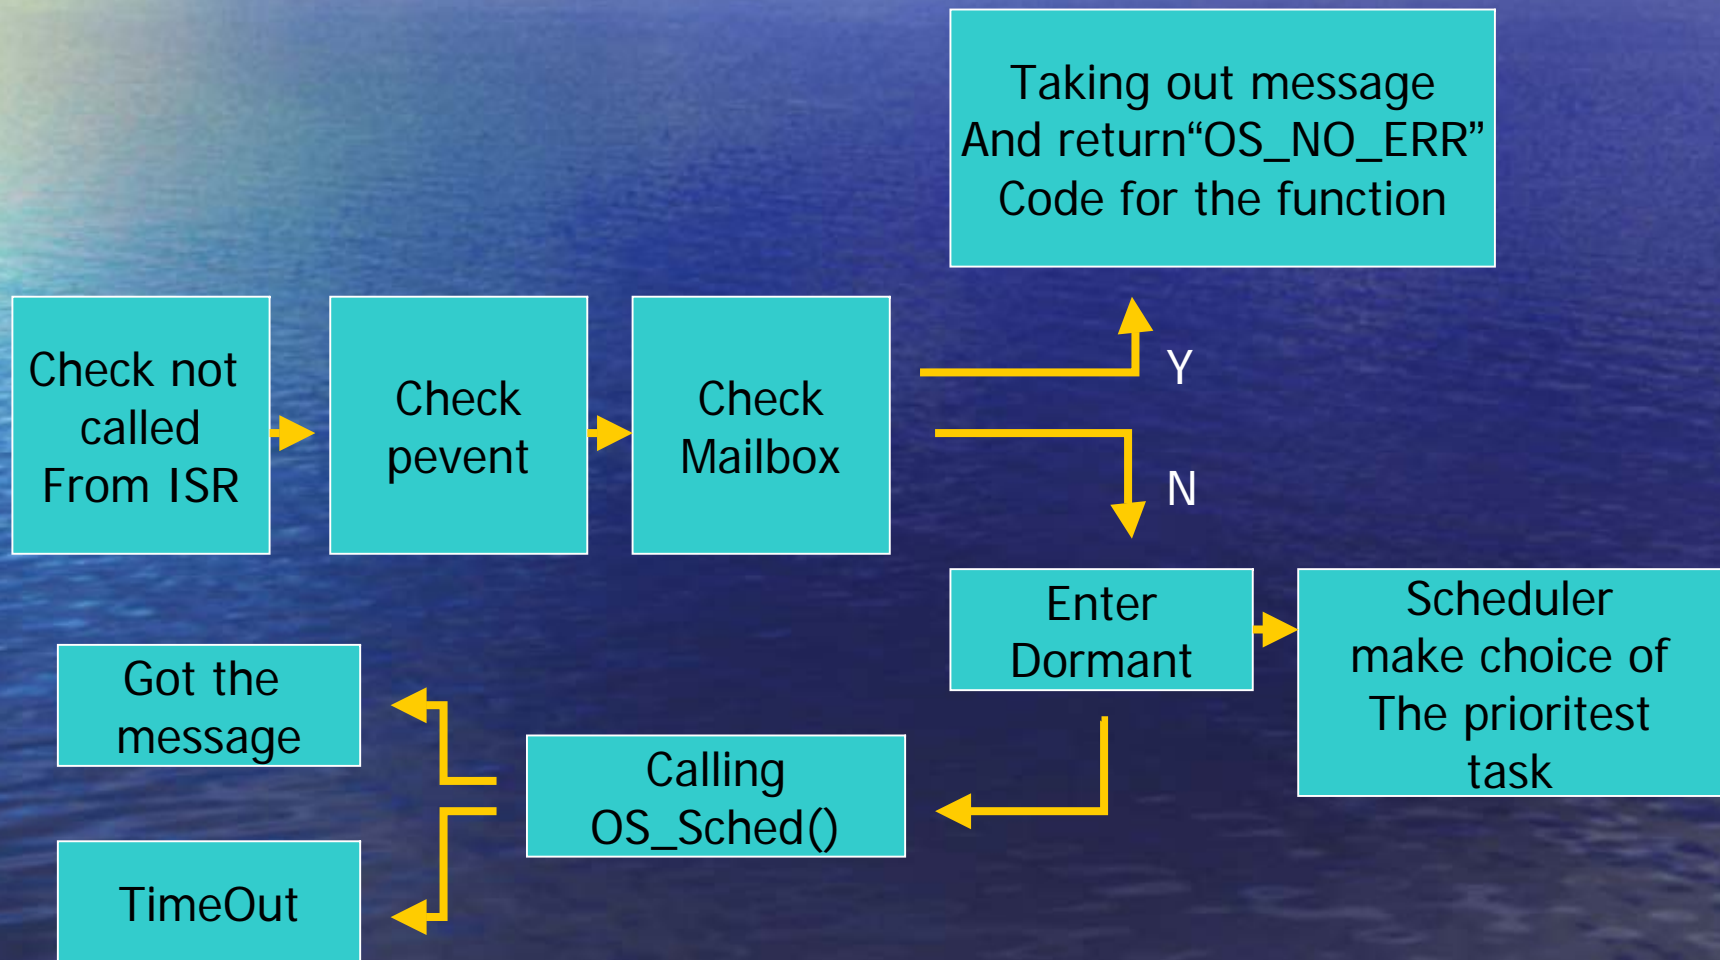 Taking out message
And return“OS_NO_ERR”
Code for the function
Check not
called
From ISR
Check
pevent
Check
Mailbox
Y
N
Enter
Dormant
Scheduler
make choice of
The prioritest
task
Got the
message
Calling
OS_Sched()
TimeOut